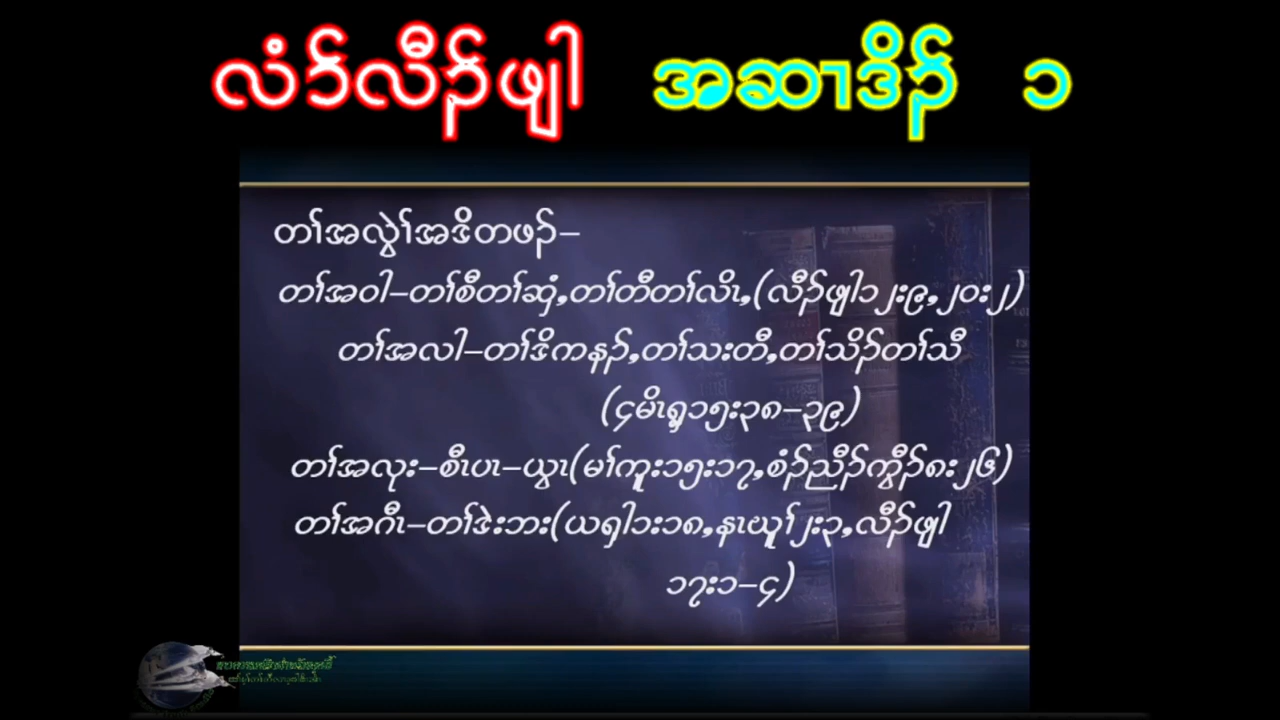 လံာ်လီၣ်ဖျါ အဆၢဒိၣ် ၁
တၢ်အလွဲၢ်အဒိတဖၣ်–
တၢ်အဝါ–တၢ်စီတၢ်ဆှံ,တၢ်တီတၢ်လိၤ,(လီၣ်ဖျါ၁၂း၉,၂၀း၂)
တၢ်အလါ–တၢ်ဒိကနၣ်,တၢ်သးတီ,တၢ်သိၣ်တၢ်သီ
(၄မိၤၡ့၁၅း၃၈–၃၉)
တၢ်အလုး–စီၤပၤ–ယွၤ(မၢ်ကူး၁၅း၁၇,စံၣ်ညီၣ်ကွီၣ်၈း၂၆)
တၢ်အဂီၤ–တၢ်ဒဲးဘး(ယရှါ၁း၁၈,နၤဃူၢ်၂း၃,လီၣ်ဖျါ
၁၇း၁–၄)